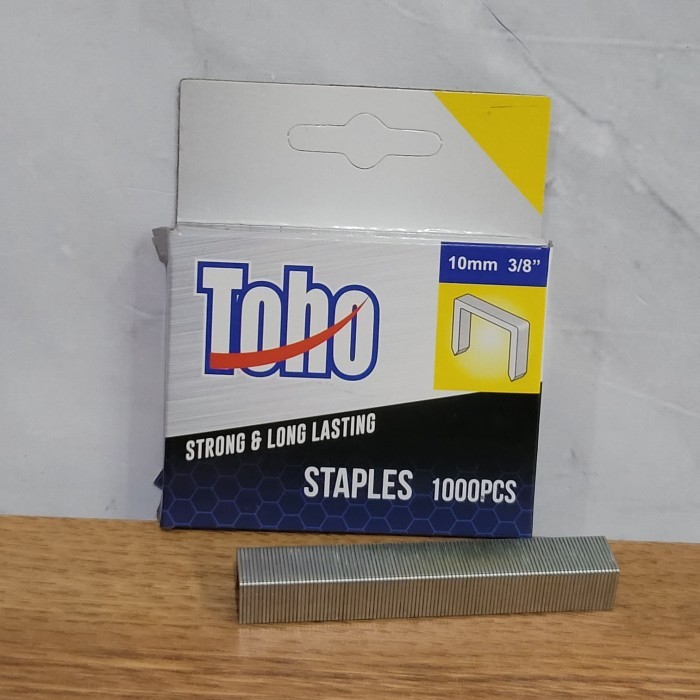 10mm 3/8”
Toho
STRONG & LONG LASTING
STAPLES 1000PCS